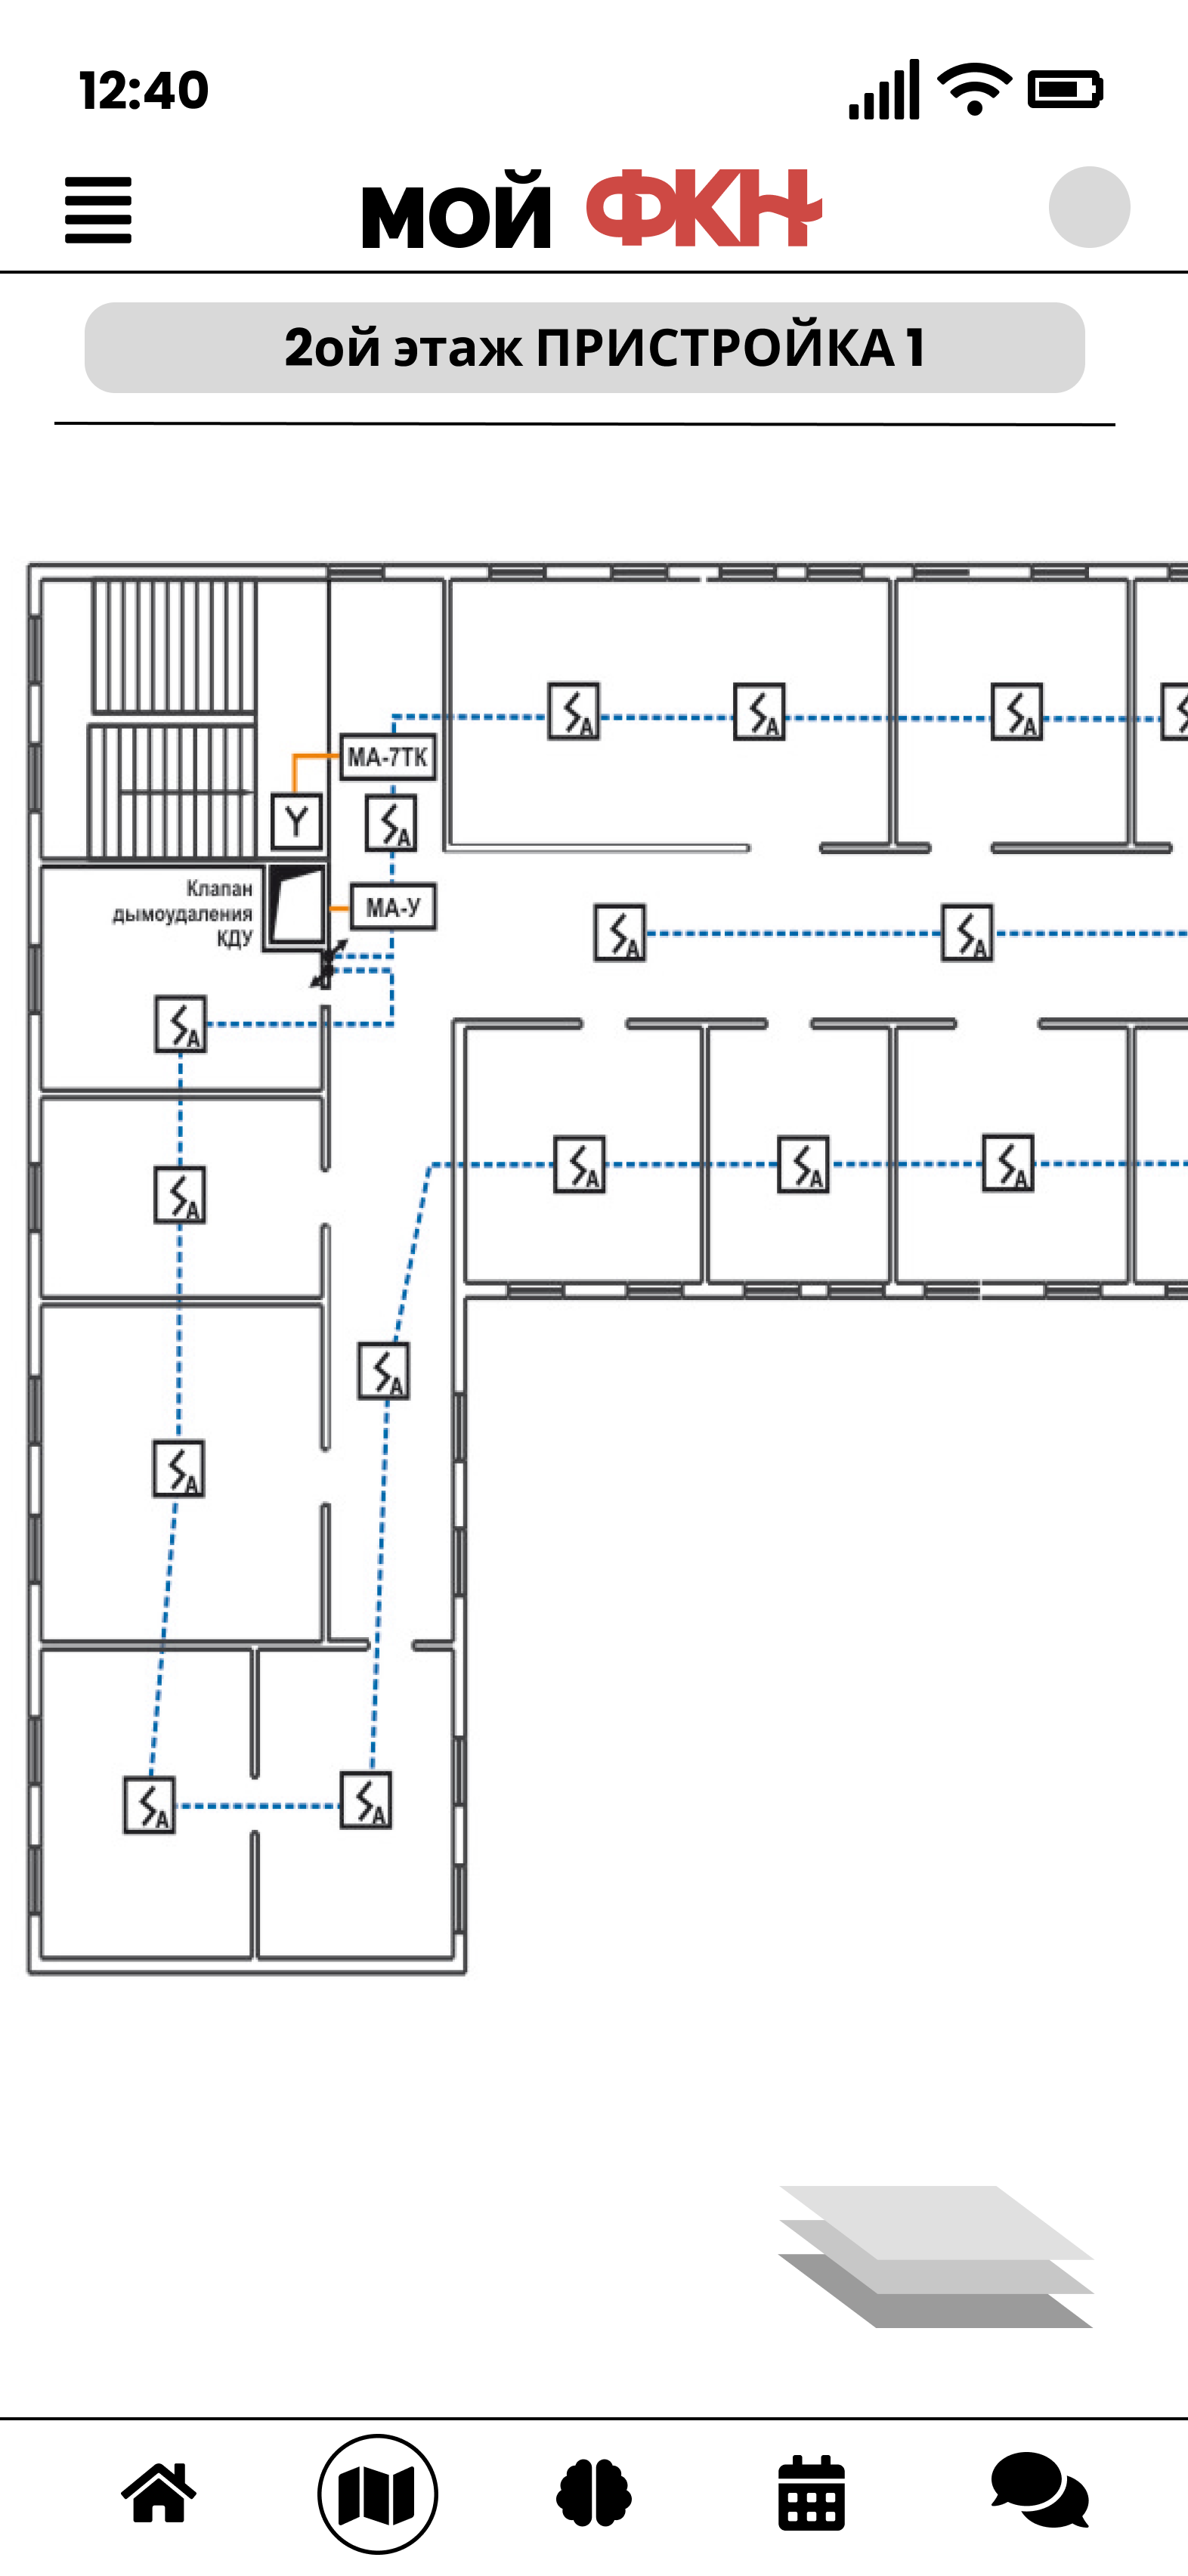 12:40
МОЙ ФКН
2ой этаж ПРИСТРОЙКА 1
A A A
МА-7ТК
Y A
Клапан
дымоудаления
КДУ
МА-У
A A
A
A A A
A
A
A
A A